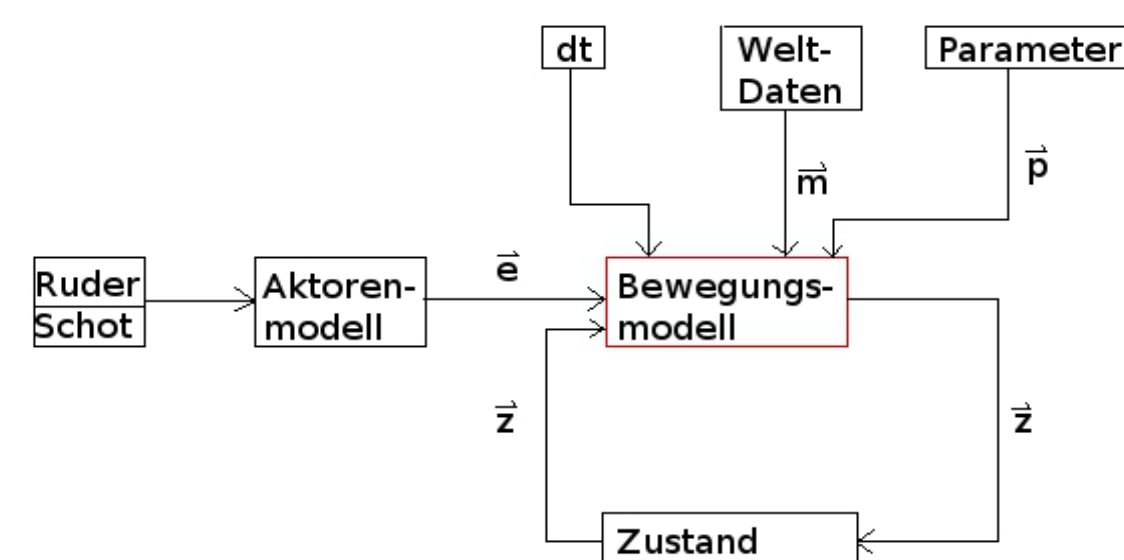 dt
Welt-
Daten
Parameter
m
p
Ruder
Schot
Aktoren-
modell
e
Bewegungs-
modell
z
z
Zustand